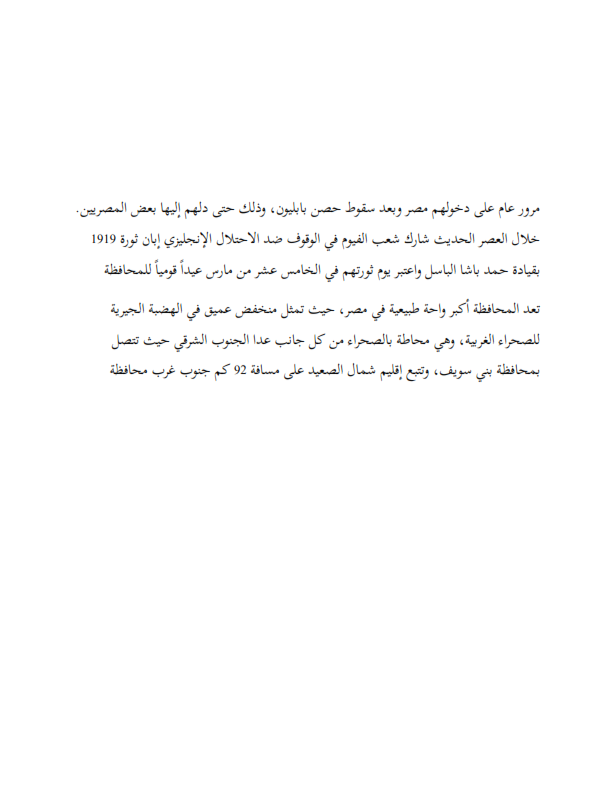 مرور عام على دخولهم مصر وبعد سقوط حصن بابليون، وذلك حتى دلهم إليها بعض المصريين.
خلال العصر الحديث شارك شعب الفيوم في الوقوف ضد الاحتلال الإنجليزي إبان ثورة 1919
بقيادة حمد باشا الباسل واعتبر يوم ثورتهم في الخامس عشر من مارس عيداً قومياً للمحافظة
تعد المحافظة أكبر واحة طبيعية في مصر، حيث تمثل منخفض عميق في الهضبة الجيرية
للصحراء الغربية، وهي محاطة بالصحراء من كل جانب عدا الجنوب الشرقي حيث تتصل
بمحافظة بني سويف، وتتبع إقليم شمال الصعيد على مسافة 92 كم جنوب غرب محافظة